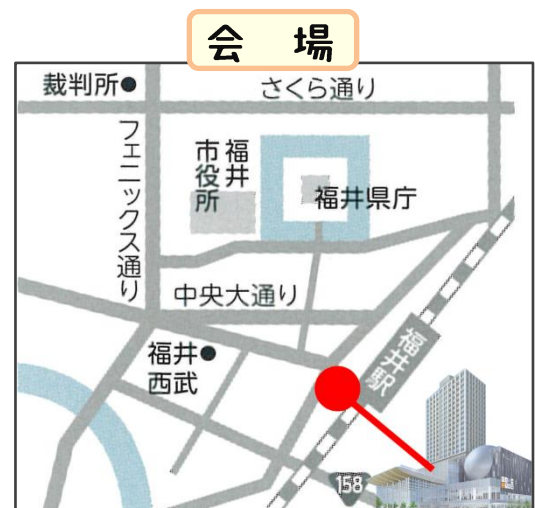 会　場
裁判所
さくら通り
フェニックス通り
福井
市役所
福井県庁
中央大通り
福井
西武
福井駅
158